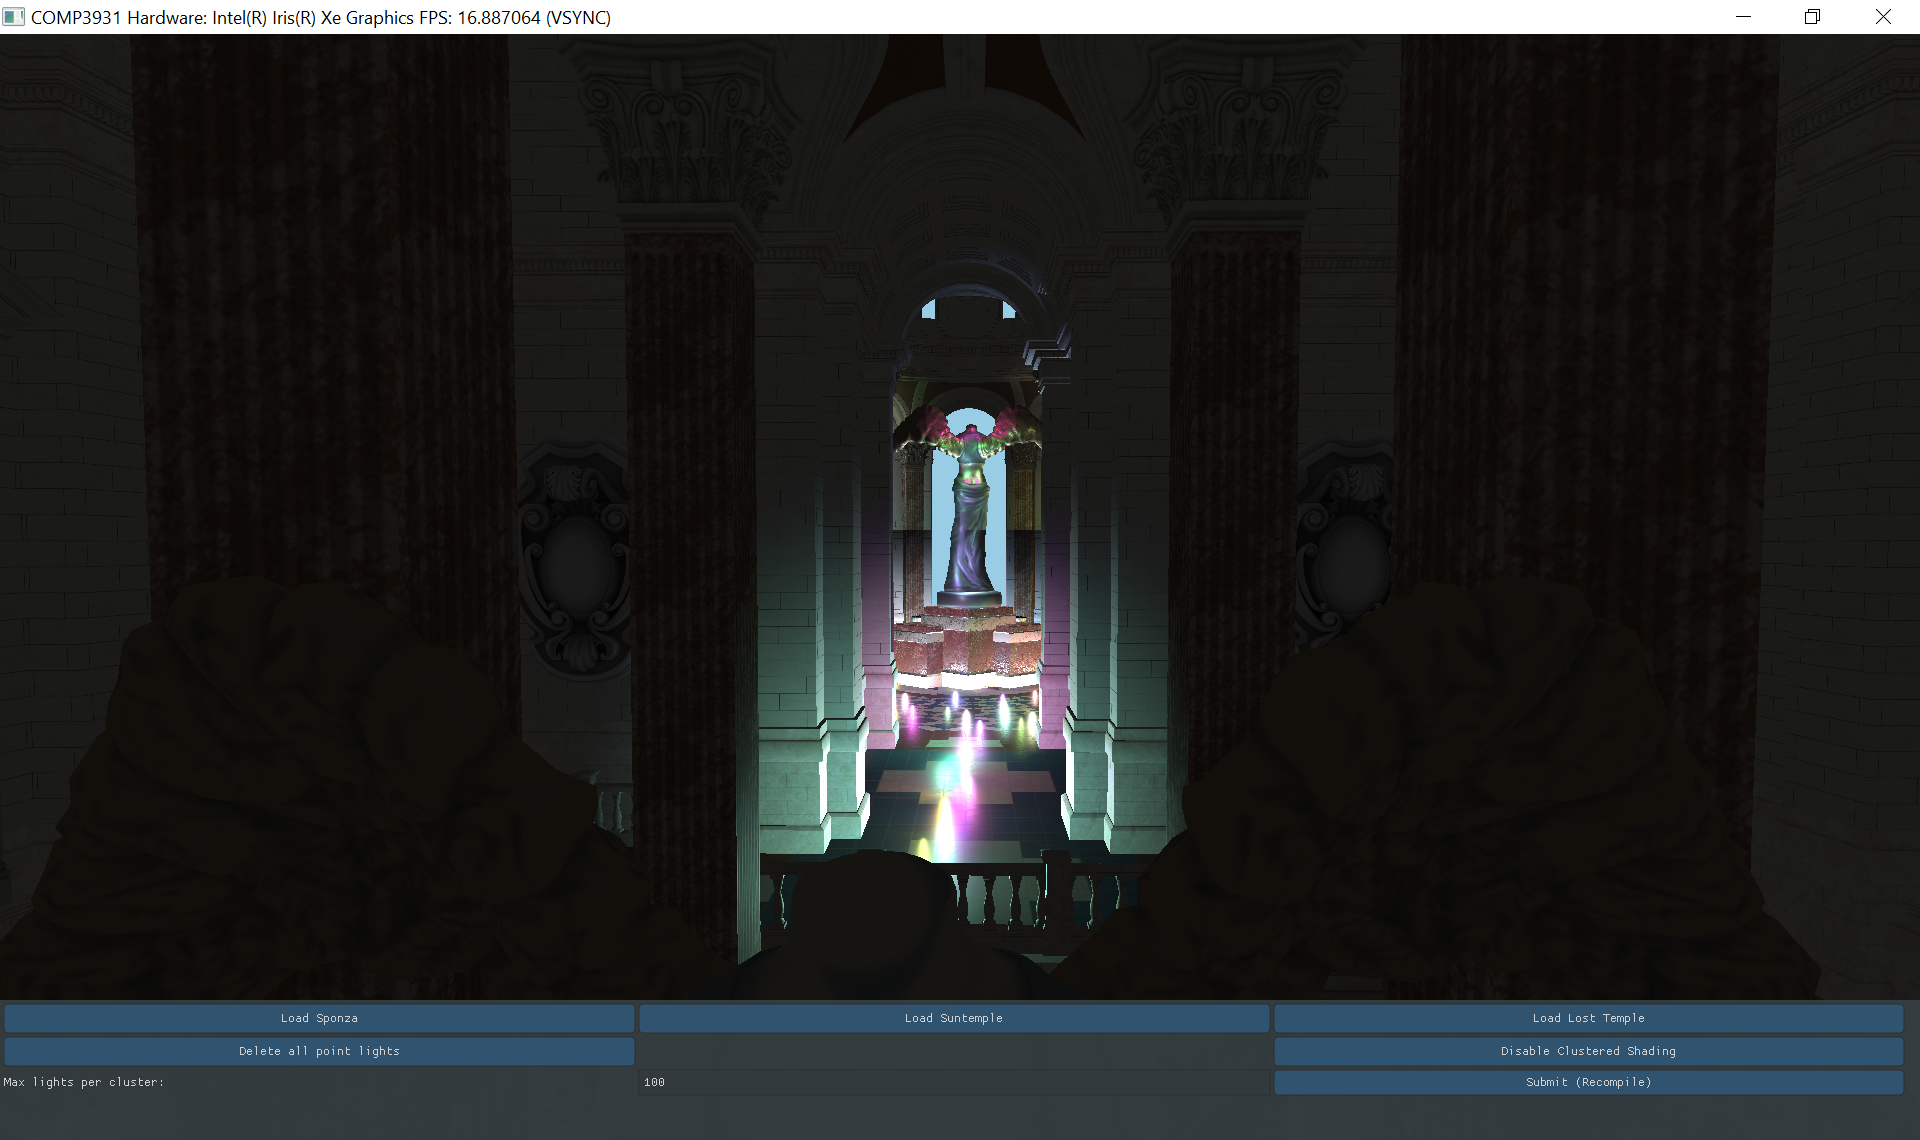 COMP3931 Hardware: Intel(R) Iris(R) Xe Graphics FPS: 16.887064 (VSYNC)
Load Sponza Load Suntemple Load Lost Temple
Delete all point lights Disable Clustered Shading
Max lights per cluster: 100 Submit (Recompile)